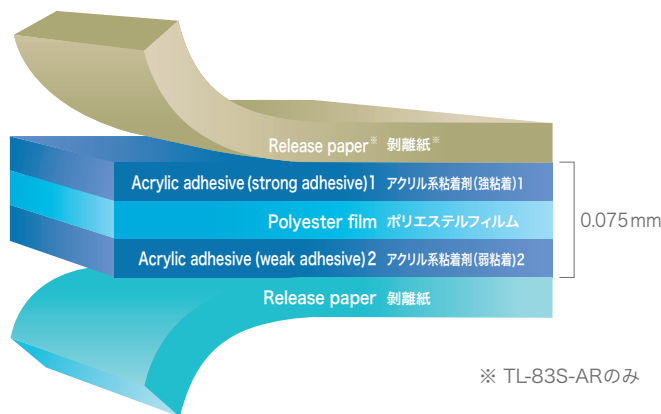 Release paper※ 剥離紙※
Acrylic adhesive (strong adhesive) 1 アクリル系粘着剤(強粘着)1
Polyester film ポリエステルフィルム
0.075mm
Acrylic adhesive (weak adhesive) 2 アクリル系粘着剤(弱粘着)2
Release paper 剥離紙
※ TL-83S-ARのみ